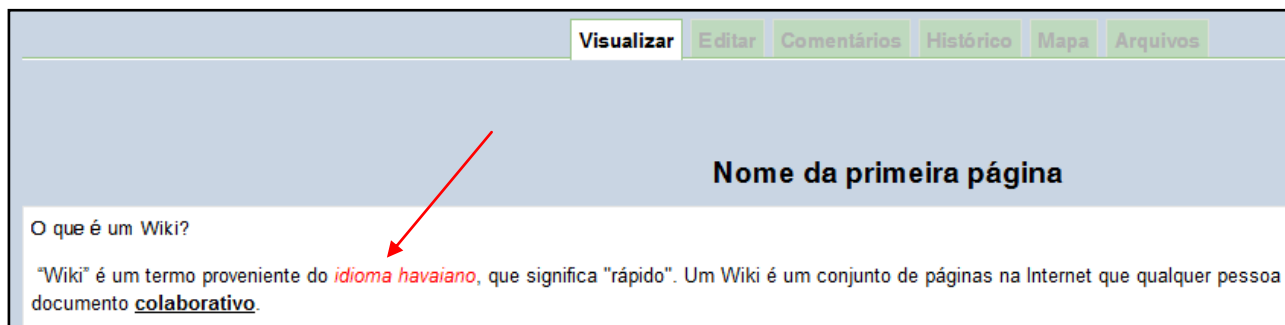 Visualizar Editar Comentários Histórico Mapa Arquivos
Nome da primeira página
O que é um Wiki?
“Wiki” é um termo proveniente do idioma havaiano, que significa "rápido". Um Wiki é um conjunto de páginas na Internet que qualquer pessoa
documento colaborativo.